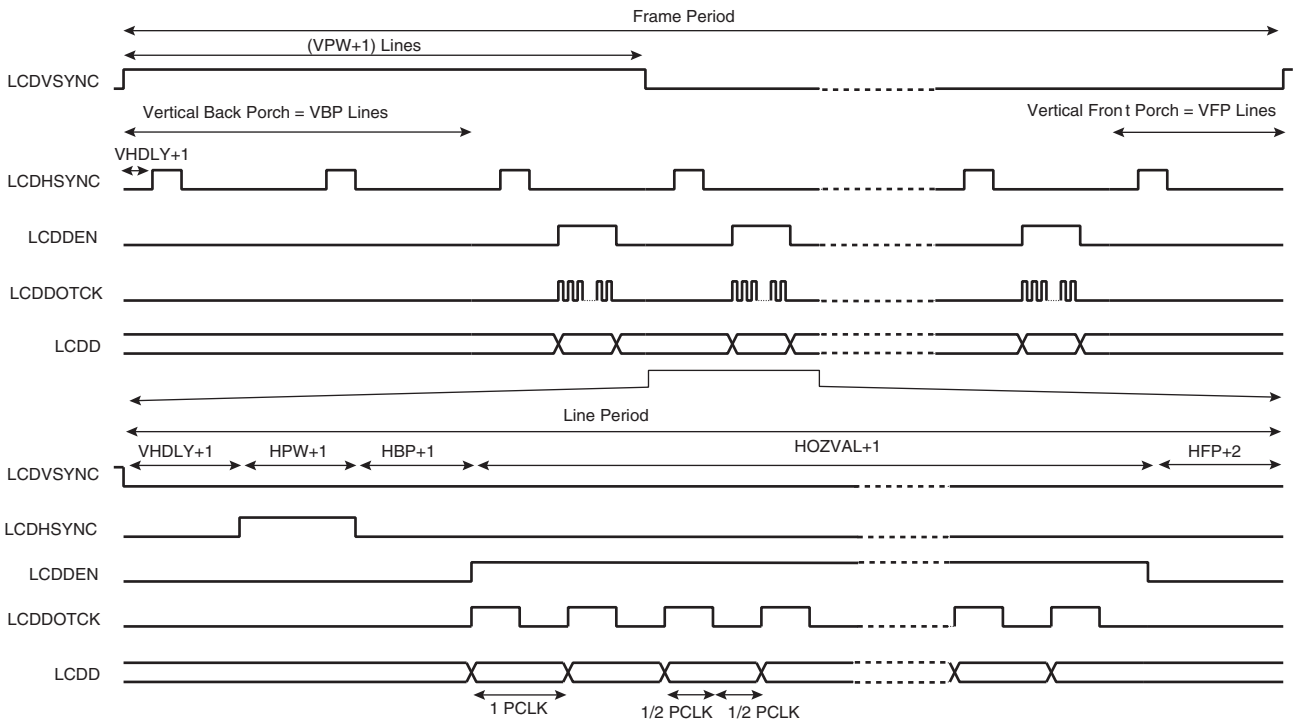 Frame Period
(VPW+1) Lines
LCDVSYNC
Vertical Back Porch = VBP Lines
Vertical Front Porch = VFP Lines
VHDLY+1
LCDHSYNC
LCDDEN
LCDDOTCK
LCDD
Line Period
VHDLY+1
HPW+1
HBP+1
HOZVAL+1
HFP+2
LCDVSYNC
LCDHSYNC
LCDDEN
LCDDOTCK
LCDD
1 PCLK
1/2 PCLK
1/2 PCLK